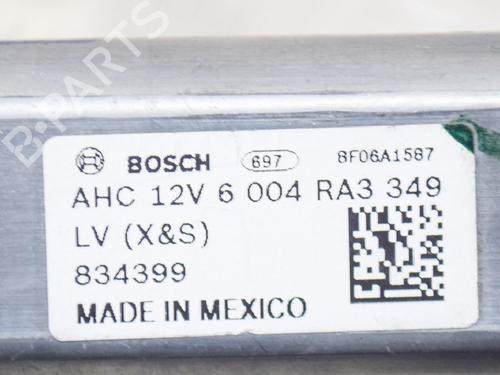 B-PARTS
BOSCH 697 8F06A1587
AHC 12V 6 004 RA3 349
LV (X&S)
834399
MADE IN MEXICO